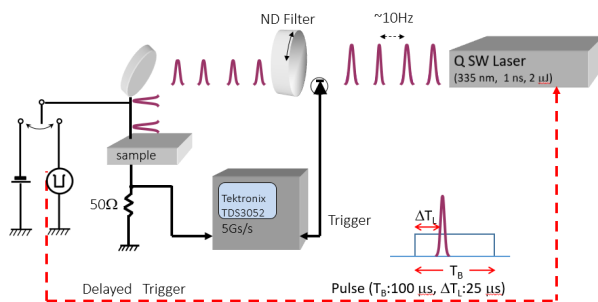 ND Filter
~10Hz
Q SW Laser
(335 nm, 1 ns, 2 µJ)
sample
50Ω
Tektronix
TDS3052
5Gs/s
Trigger
ΔT_L
T_B
Delayed Trigger
Pulse (T_B:100 µs, ΔT_L:25 µs)